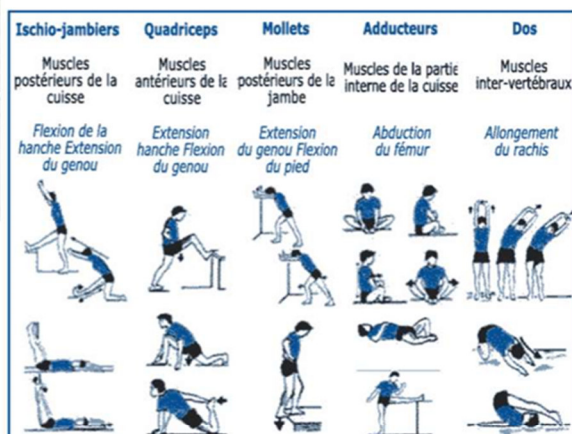 Ischio-jambiers
Muscles
postérieurs de la
cuisse
Flexion de la
hanche Extension
du genou
Quadriceps
Muscles
antérieurs de la
cuisse
Extension
hanche Flexion
du genou
Mollets
Muscles
postérieurs de la
jambe
Extension
du genou Flexion
du pied
Adducteurs
Muscles de la partie
interne de la cuisse
Abduction
du fémur
Dos
Muscles
inter-vertébraux
Allongement
du rachis